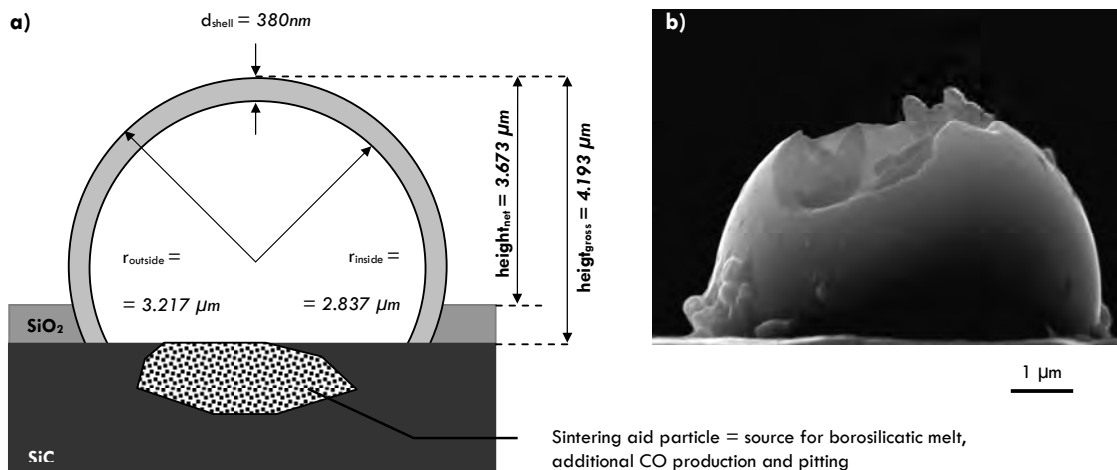 a)
d_shell = 380nm
b)
height_net = 3.673 µm
heigt_gross = 4.193 µm
r_outside =
= 3.217 µm
r_inside =
= 2.837 µm
SiO₂
SiC
1 µm
Sintering aid particle = source for borosilicatic melt,
additional CO production and pitting